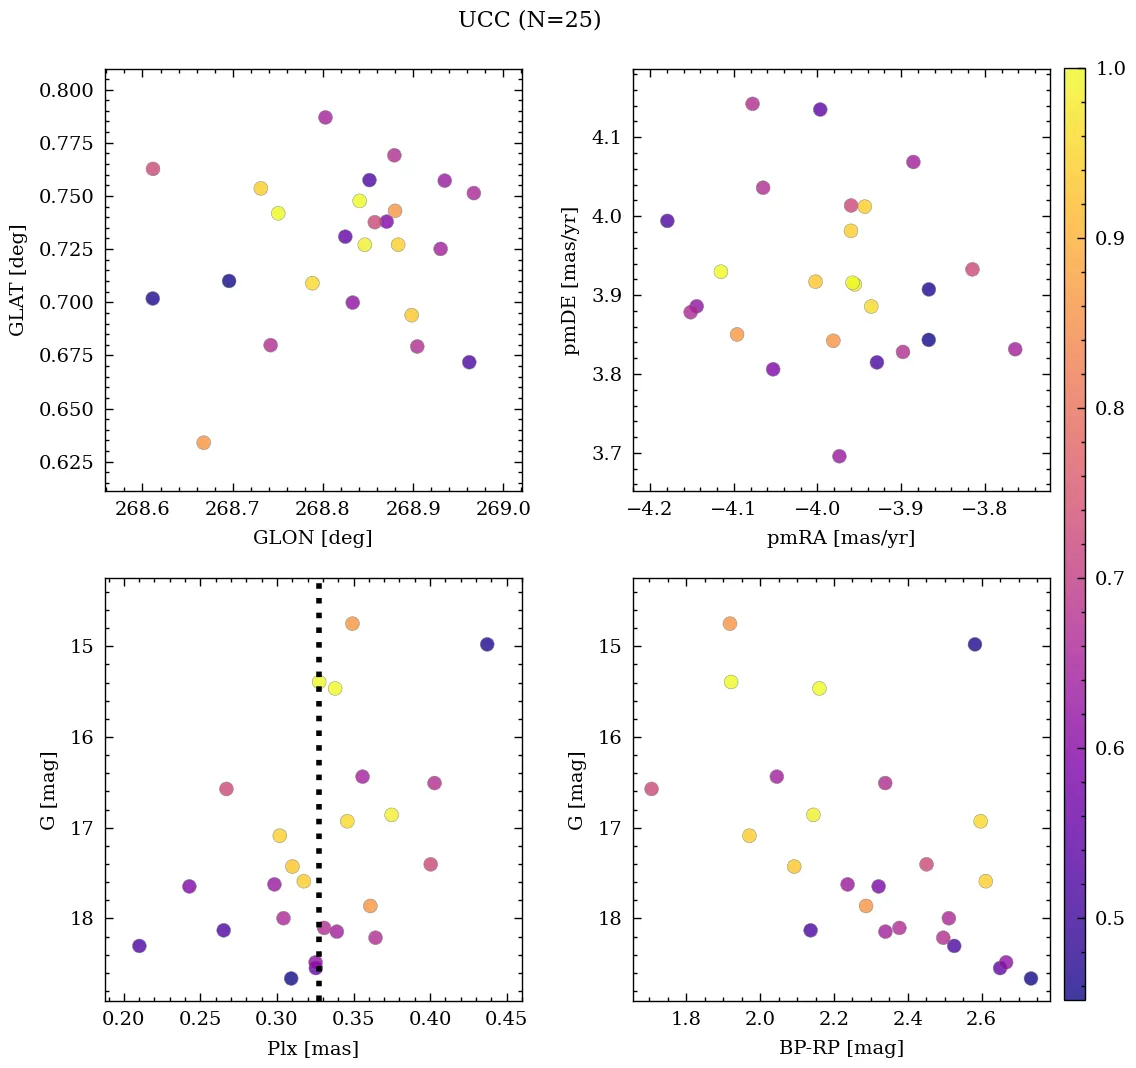 UCC (N=25)
0.800
0.775
0.750
0.725
0.700
0.675
0.650
0.625
GLAT [deg]
268.6 268.7 268.8 268.9 269.0
GLON [deg]
4.1
4.0
3.9
3.8
3.7
pmDE [mas/yr]
−4.2 −4.1 −4.0 −3.9 −3.8
pmRA [mas/yr]
15
16
17
18
G [mag]
0.20 0.25 0.30 0.35 0.40 0.45
Plx [mas]
15
16
17
18
G [mag]
1.8 2.0 2.2 2.4 2.6
BP-RP [mag]
1.0
0.9
0.8
0.7
0.6
0.5